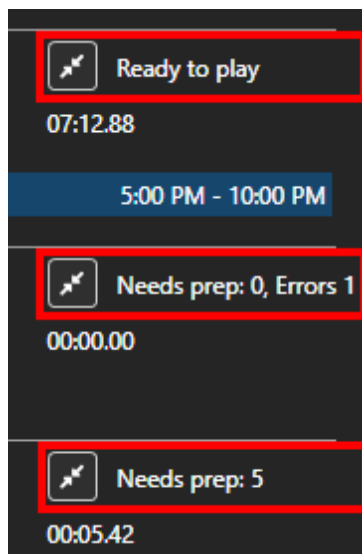 Ready to play
07:12.88
5:00 PM - 10:00 PM
Needs prep: 0, Errors 1
00:00.00
Needs prep: 5
00:05.42